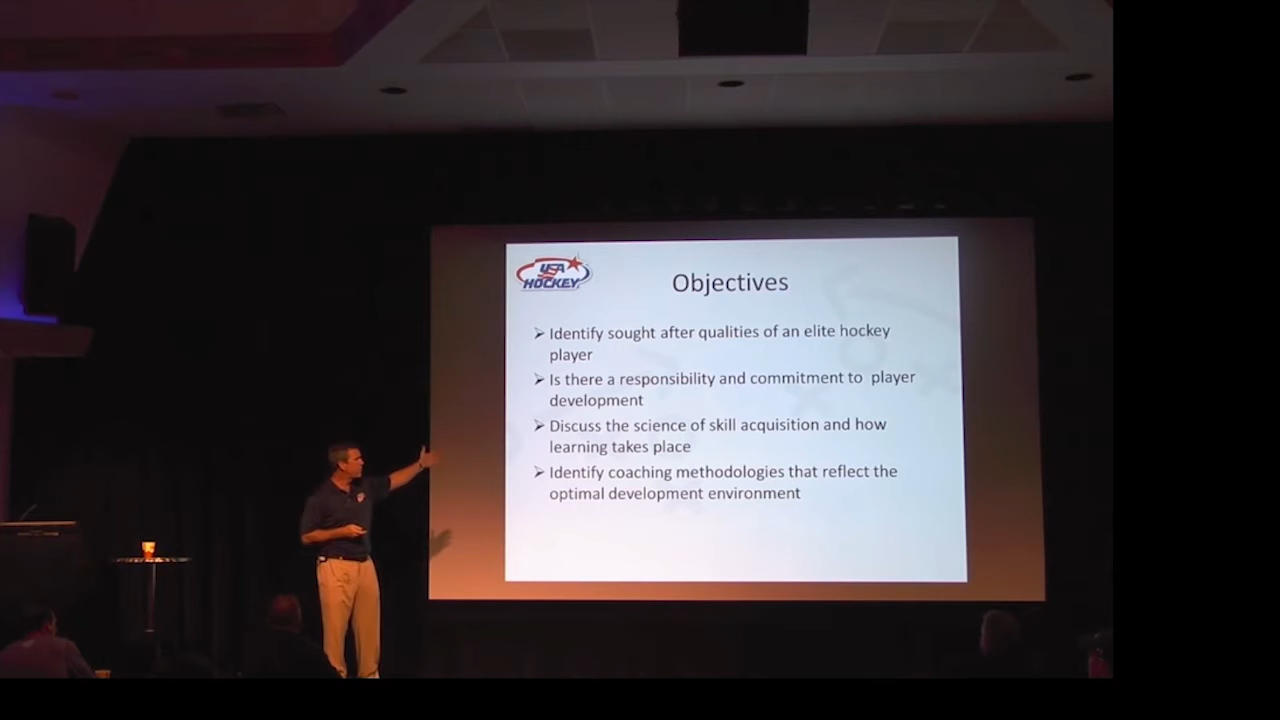 USA
HOCKEY
Objectives
➢ Identify sought after qualities of an elite hockey
player
➢ Is there a responsibility and commitment to player
development
➢ Discuss the science of skill acquisition and how
learning takes place
➢ Identify coaching methodologies that reflect the
optimal development environment